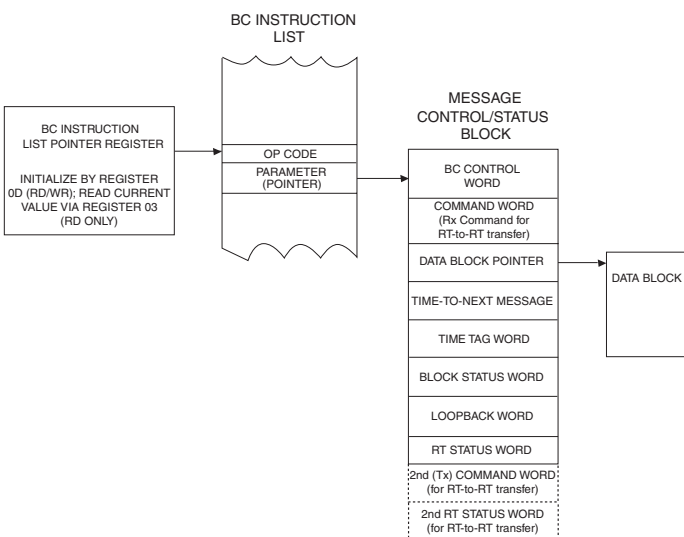 BC INSTRUCTION
LIST
BC INSTRUCTION
LIST POINTER REGISTER
INITIALIZE BY REGISTER
0D (RD/WR); READ CURRENT
VALUE VIA REGISTER 03
(RD ONLY)
OP CODE
PARAMETER
(POINTER)
MESSAGE
CONTROL/STATUS
BLOCK
BC CONTROL
WORD
COMMAND WORD
(Rx Command for
RT-to-RT transfer)
DATA BLOCK POINTER
TIME-TO-NEXT MESSAGE
TIME TAG WORD
BLOCK STATUS WORD
LOOPBACK WORD
RT STATUS WORD
2nd (Tx) COMMAND WORD
(for RT-to-RT transfer)
2nd RT STATUS WORD
(for RT-to-RT transfer)
DATA BLOCK